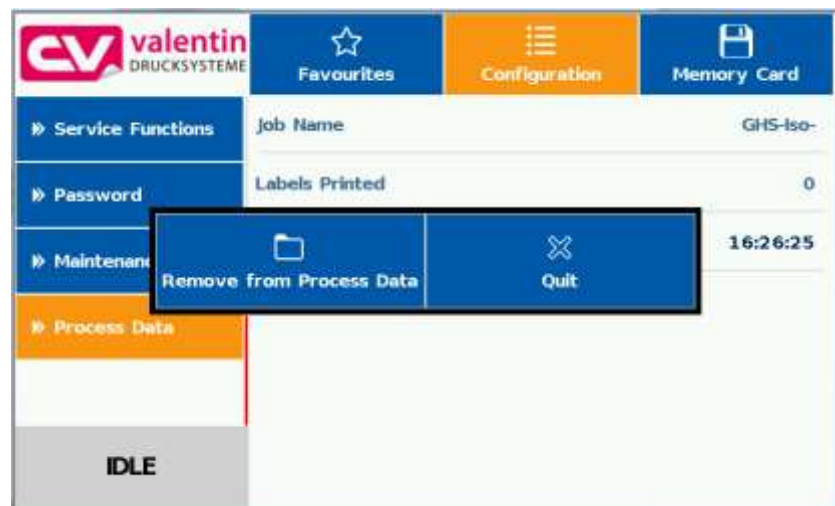 CV valentin
DRUCKSYSTEME
Favourites
Configuration
Memory Card
Service Functions
Job Name
GHS-Iso-
Password
Labels Printed
0
Maintenanc
16:26:25
Remove from Process Data
Quit
Process Data
IDLE